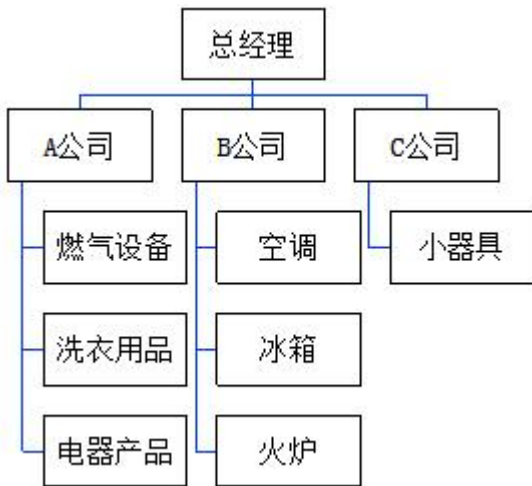 总经理
A公司
B公司
C公司
燃气设备
空调
小器具
洗衣用品
冰箱
电器产品
火炉